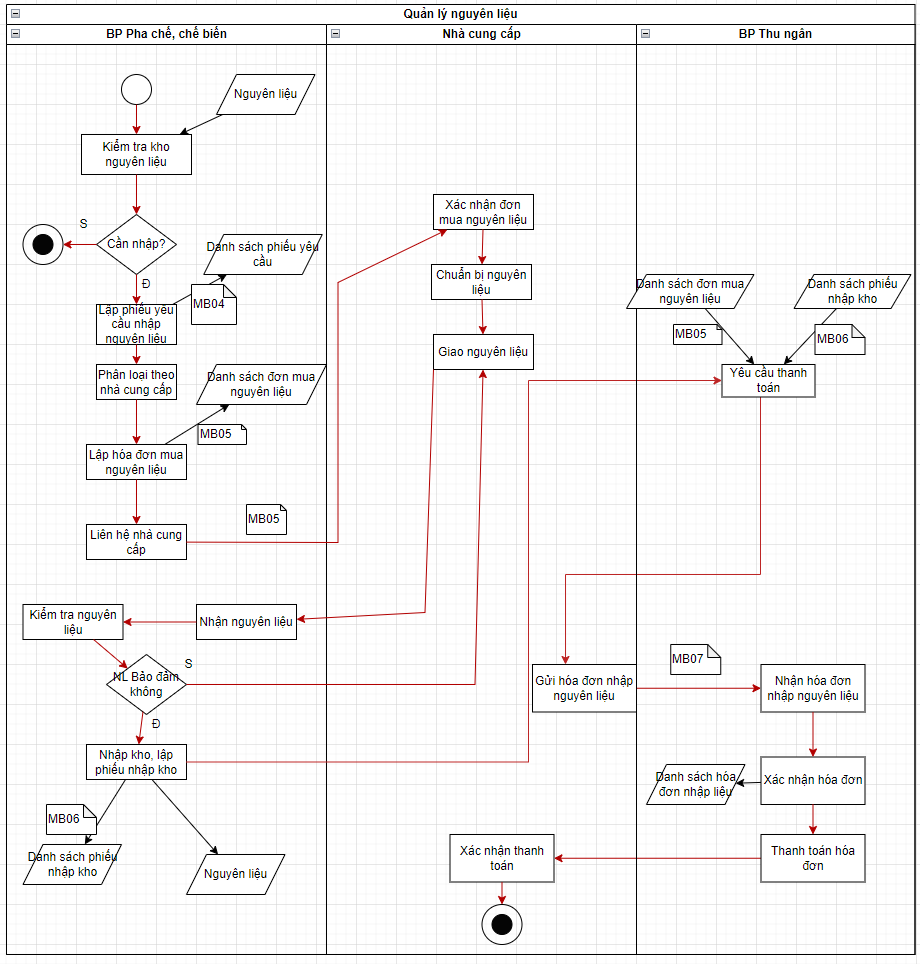 Quản lý nguyên liệu
BP Pha chế, chế biến
Nhà cung cấp
BP Thu ngân
Nguyên liệu
Kiểm tra kho
nguyên liệu
S
Cần nhập?
Danh sách phiếu yêu
cầu
Đ
MB04
Lập phiếu yêu
cầu nhập
nguyên liệu
Phân loại theo
nhà cung cấp
Danh sách đơn mua
nguyên liệu
MB05
Lập hóa đơn mua
nguyên liệu
MB05
Liên hệ nhà cung
cấp
Xác nhận đơn
mua nguyên liệu
Chuẩn bị nguyên
liệu
Giao nguyên liệu
Danh sách đơn mua
nguyên liệu
Danh sách phiếu
nhập kho
MB05
MB06
Yêu cầu thanh
toán
Kiểm tra nguyên
liệu
Nhận nguyên liệu
NL Bảo đảm
không
S
Đ
Nhập kho, lập
phiếu nhập kho
MB06
Danh sách phiếu
nhập kho
Nguyên liệu
Gửi hóa đơn nhập
nguyên liệu
MB07
Nhận hóa đơn
nhập nguyên liệu
Danh sách hóa
đơn nhập liệu
Xác nhận hóa đơn
Xác nhận thanh
toán
Thanh toán hóa
đơn